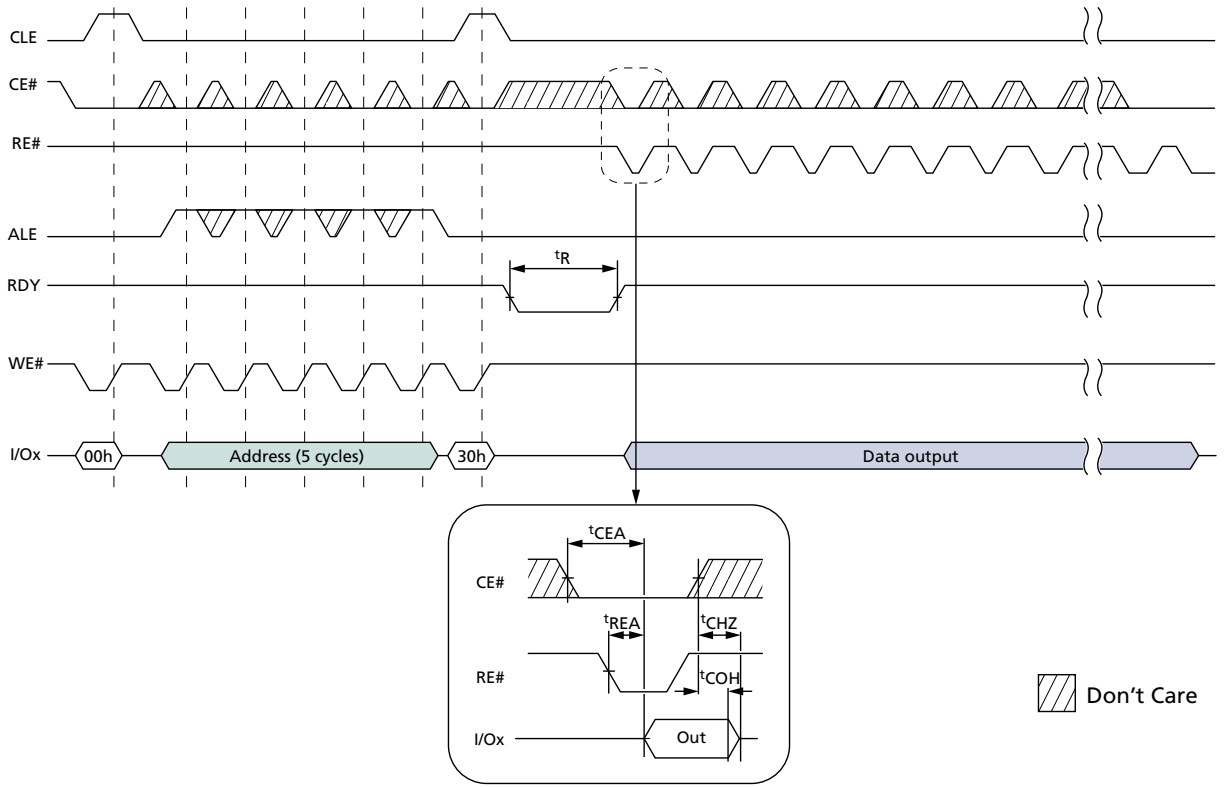 CLE
CE#
RE#
ALE
tR
RDY
WE#
I/Ox 00h Address (5 cycles) 30h Data output
tCEA
CE#
tREA tCHZ
RE# tCOH
I/Ox Out
Don't Care